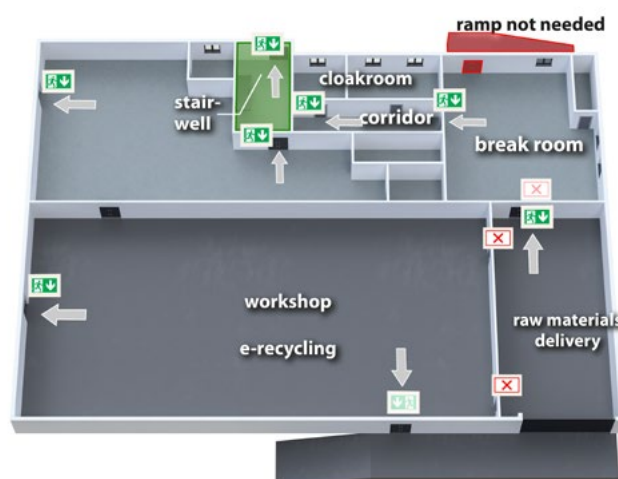 ramp not needed
cloakroom
stair-
well
corridor
break room
workshop
e-recycling
raw materials
delivery